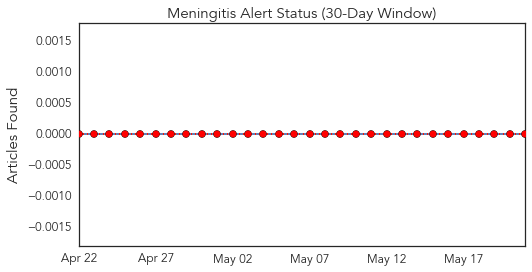 Meningitis Alert Status (30-Day Window)
Articles Found
0.0015
0.0010
0.0005
0.0000
−0.0005
−0.0010
−0.0015
Apr 22
Apr 27
May 02
May 07
May 12
May 17